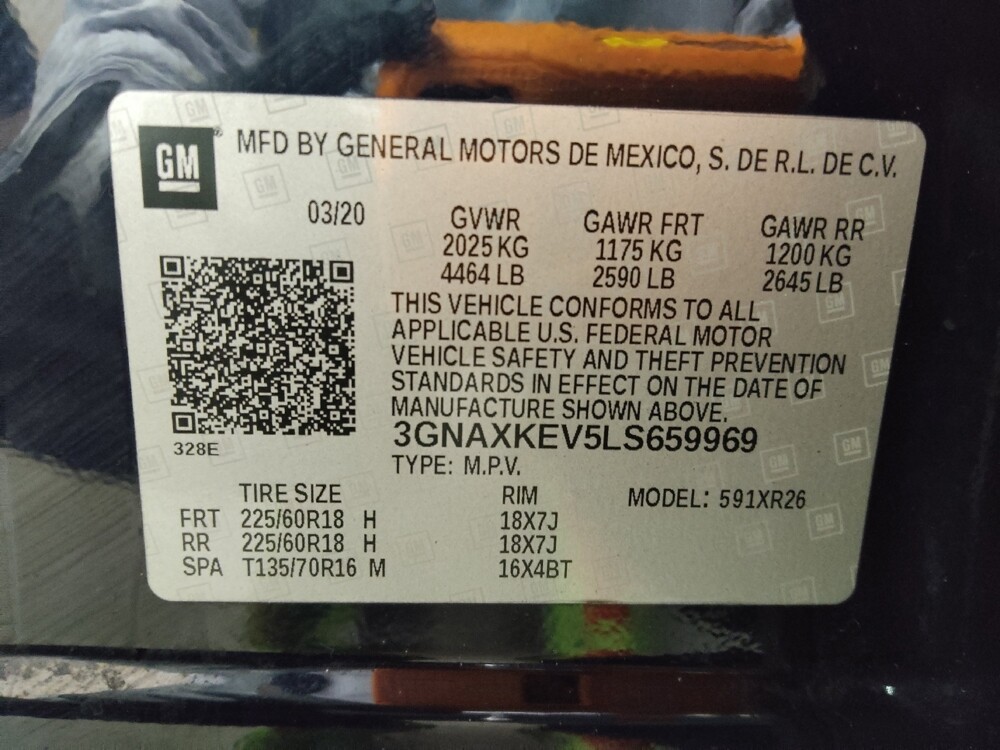 GM
MFD BY GENERAL MOTORS DE MEXICO, S. DE R.L. DE C.V.
03/20
GVWR GAWR FRT GAWR RR
2025 KG 1175 KG 1200 KG
4464 LB 2590 LB 2645 LB
THIS VEHICLE CONFORMS TO ALL
APPLICABLE U.S. FEDERAL MOTOR
VEHICLE SAFETY AND THEFT PREVENTION
STANDARDS IN EFFECT ON THE DATE OF
MANUFACTURE SHOWN ABOVE.
328E
3GNAXKEV5LS659969
TYPE: M.P.V.
TIRE SIZE RIM MODEL: 591XR26
FRT 225/60R18 H 18X7J
RR 225/60R18 H 18X7J
SPA T135/70R16 M 16X4BT